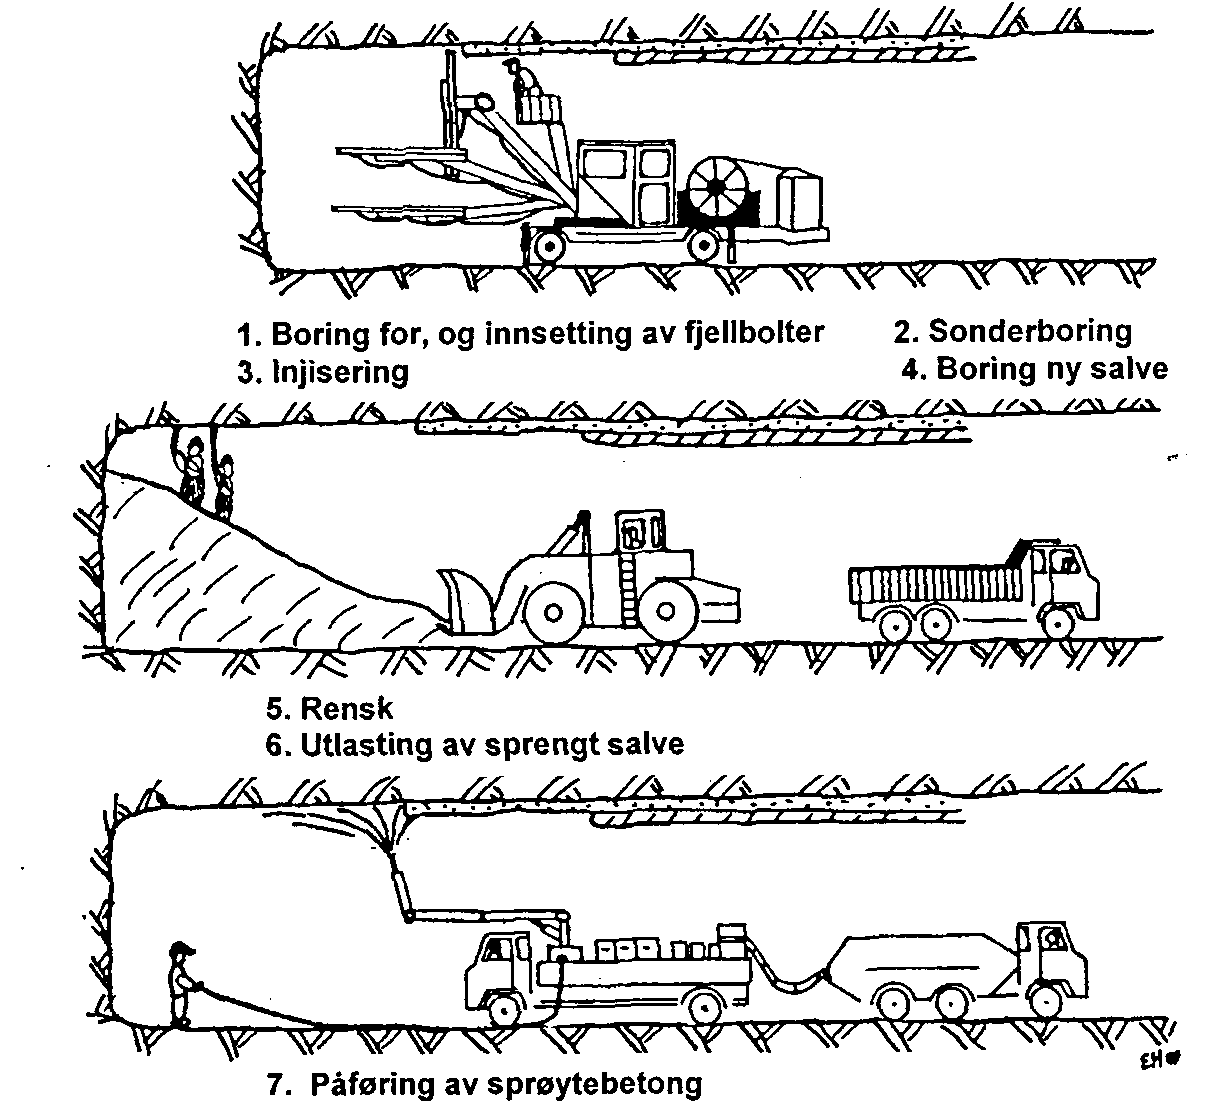 1. Boring for, og innsetting av fjellbolter 2. Sonderboring
3. Injisering 4. Boring ny salve
5. Rensk
6. Utlasting av sprengt salve
7. Påføring av sprøytebetong
EH